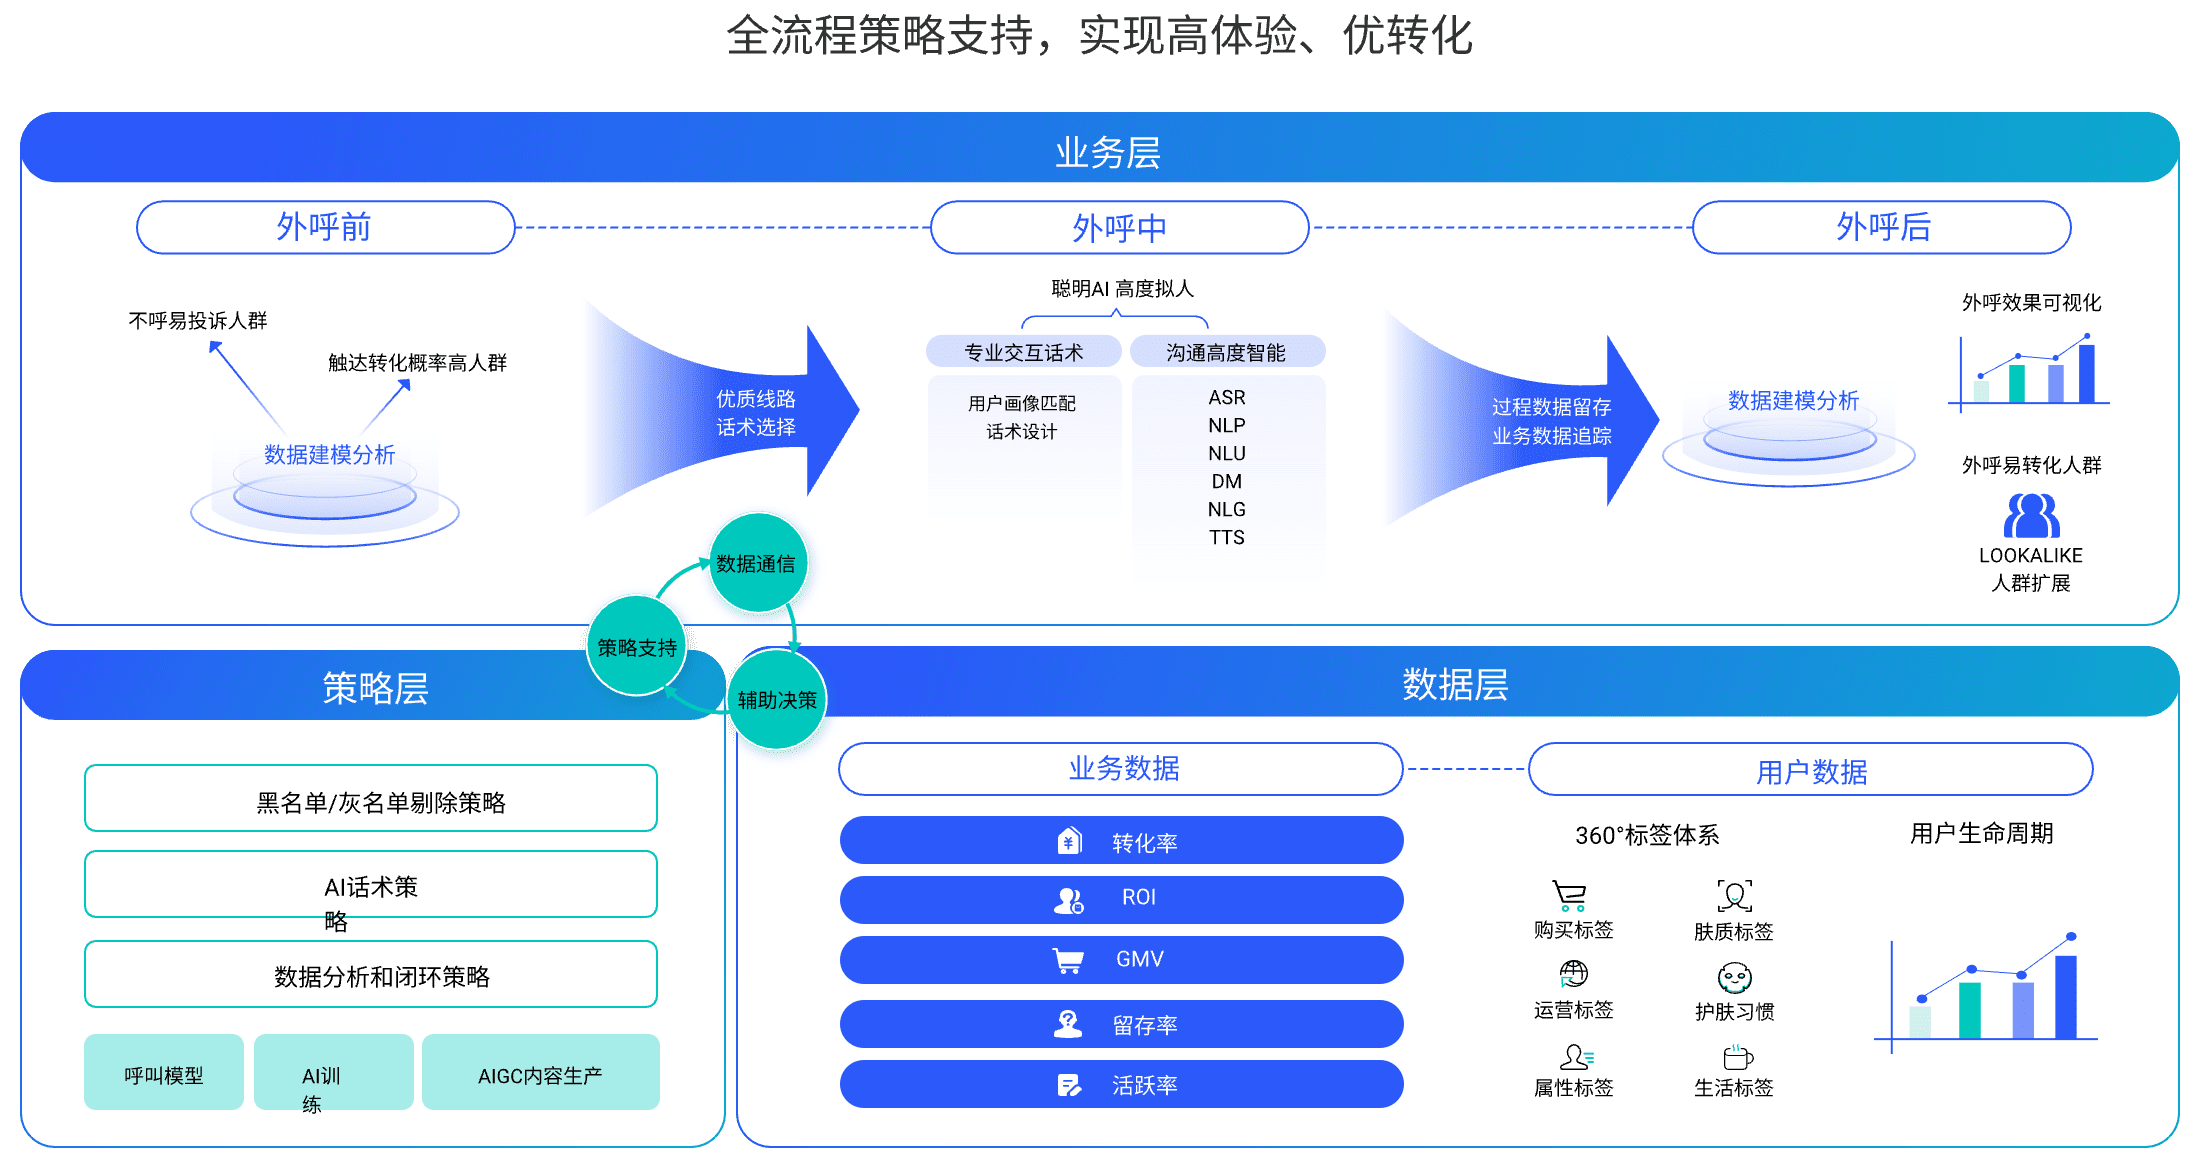 全流程策略支持，实现高体验、优转化
业务层
外呼前
外呼中
外呼后
不呼易投诉人群
触达转化概率高人群
数据建模分析
优质线路
话术选择
聪明AI 高度拟人
专业交互话术
用户画像匹配
话术设计
沟通高度智能
ASR
NLP
NLU
DM
NLG
TTS
过程数据留存
业务数据追踪
数据建模分析
外呼效果可视化
外呼易转化人群
LOOKALIKE
人群扩展
数据通信
策略支持
辅助决策
策略层
黑名单/灰名单剔除策略
AI话术策
略
数据分析和闭环策略
呼叫模型
AI训
练
AIGC内容生产
数据层
业务数据
转化率
ROI
GMV
留存率
活跃率
用户数据
360°标签体系
购买标签
肤质标签
运营标签
护肤习惯
属性标签
生活标签
用户生命周期